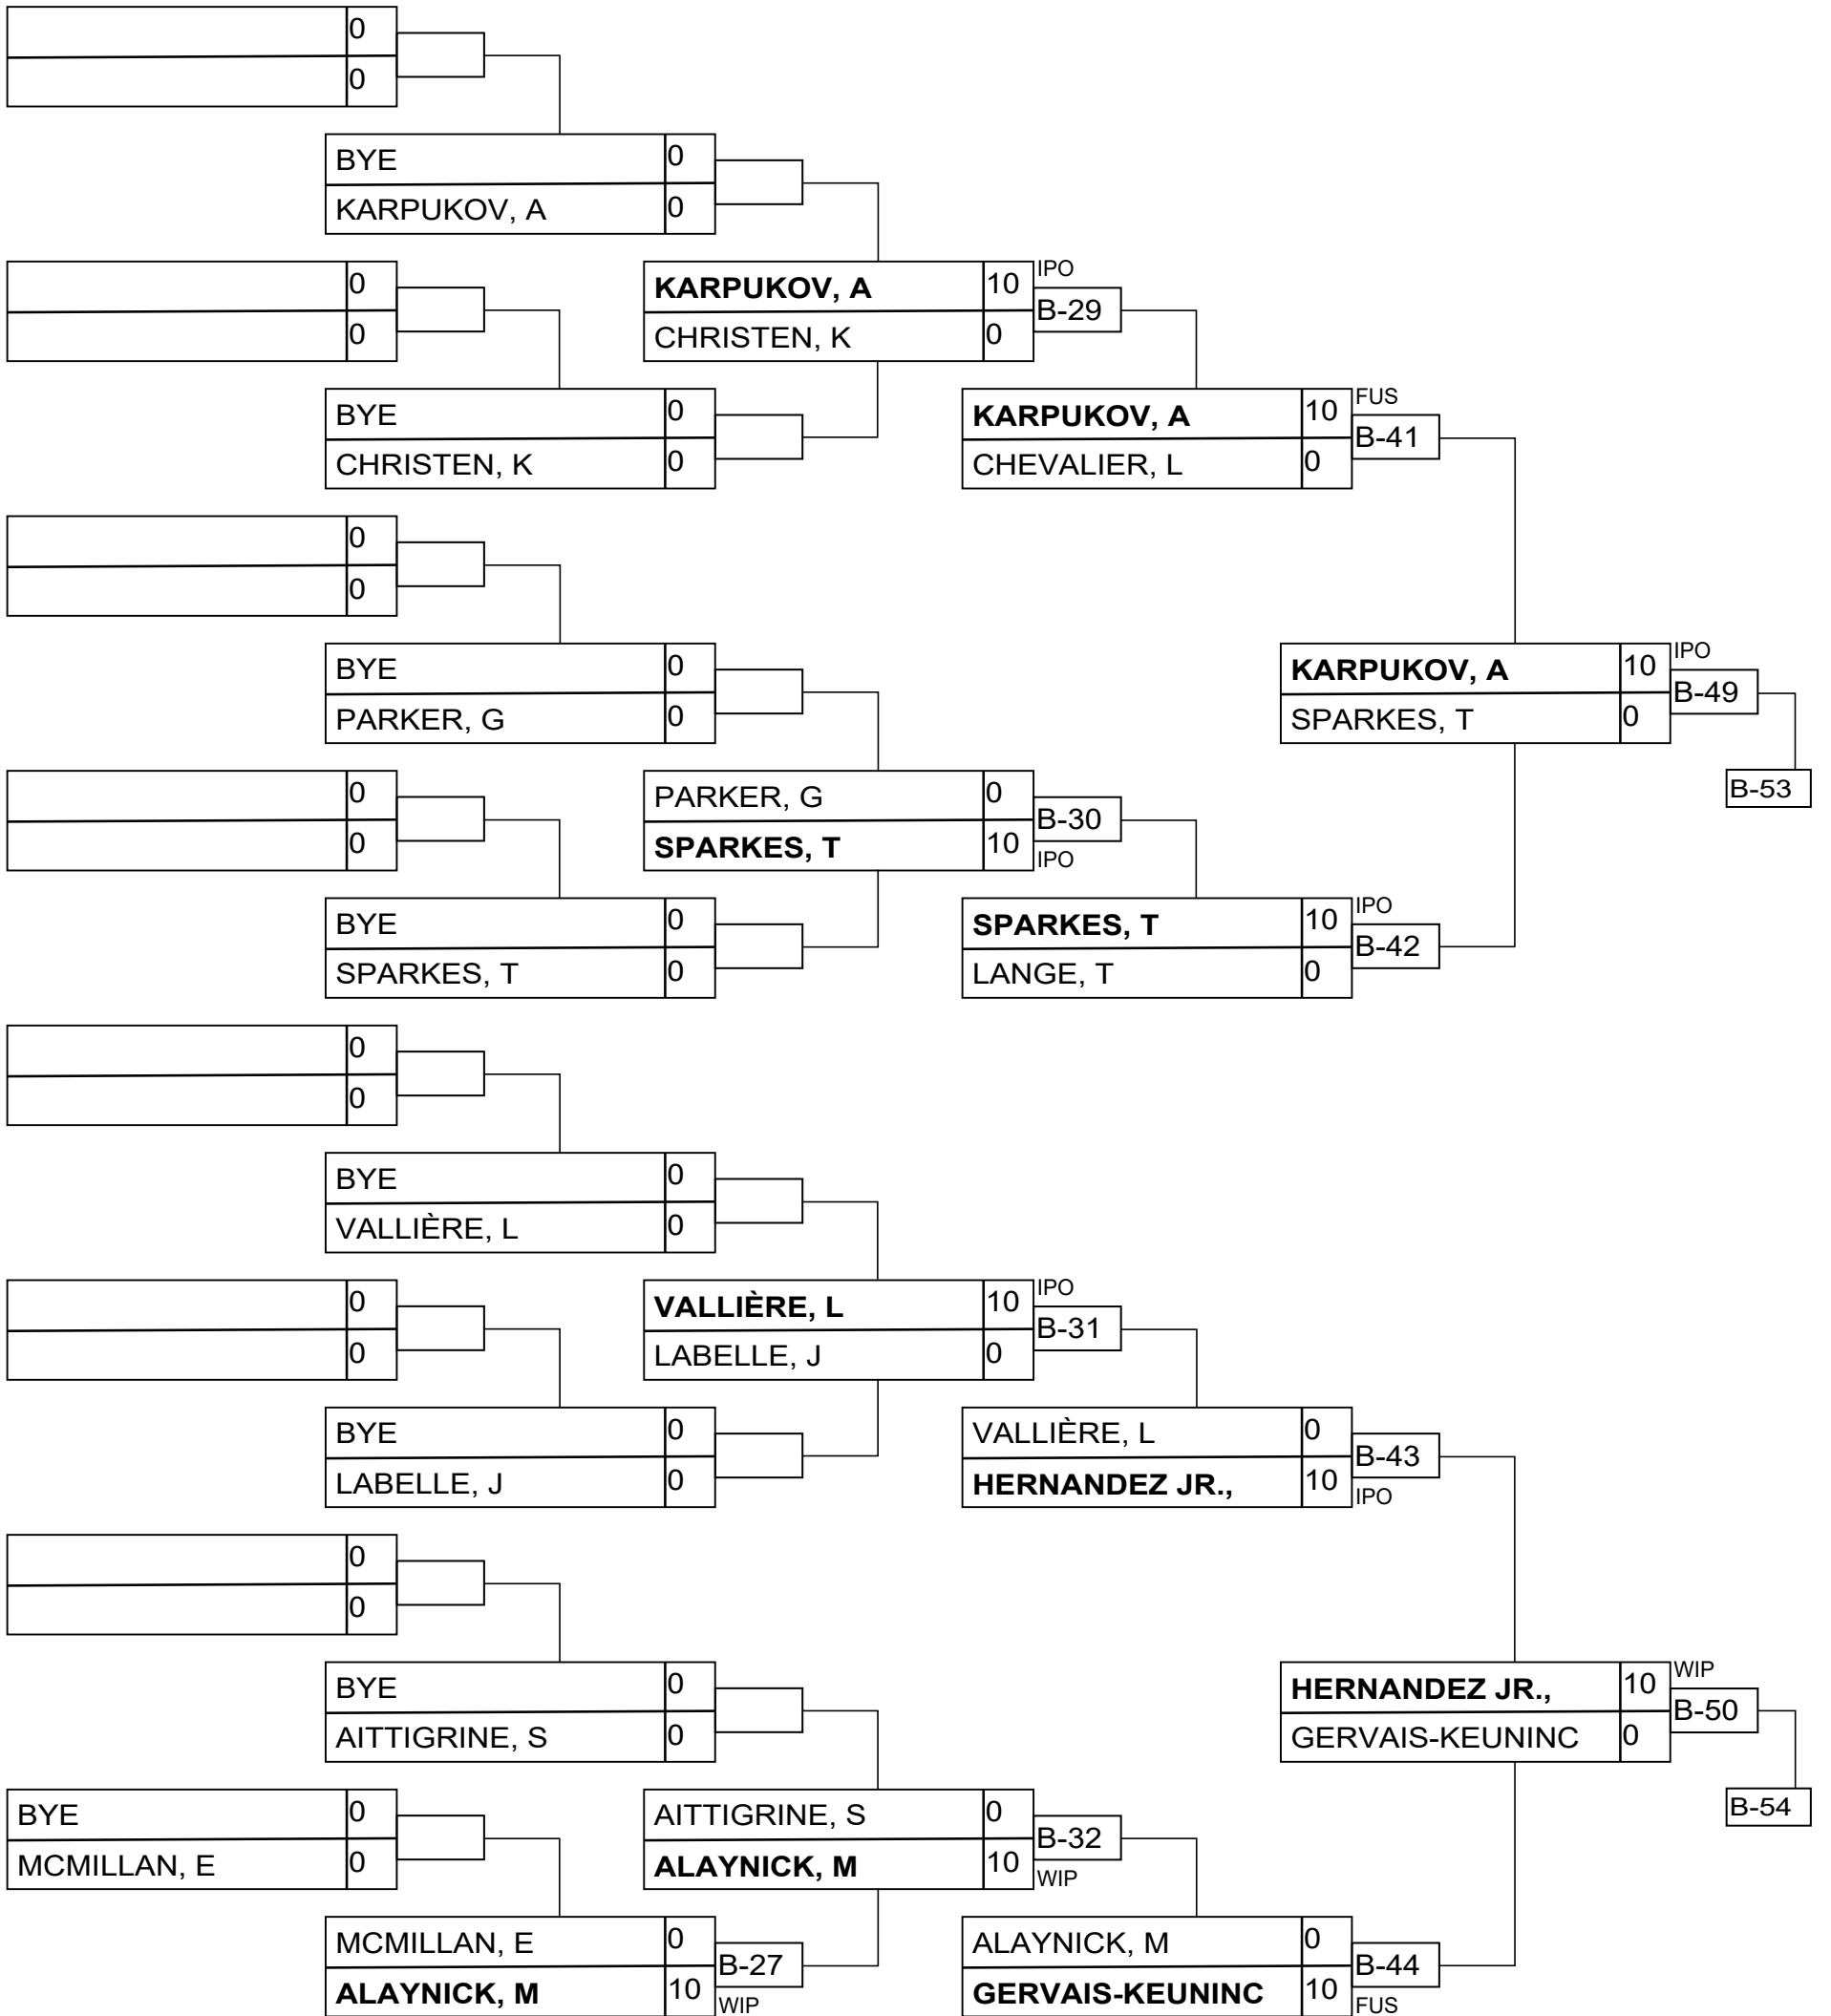 0
0
BYE 0
KARPUKOV, A 0
0
0
KARPUKOV, A 10 IPO
B-29
CHRISTEN, K 0
BYE 0
CHRISTEN, K 0
KARPUKOV, A 10 FUS
B-41
CHEVALIER, L 0
0
0
BYE 0
PARKER, G 0
KARPUKOV, A 10 IPO
B-49
SPARKES, T 0
B-53
0
0
PARKER, G 0
B-30
SPARKES, T 10 IPO
BYE 0
SPARKES, T 0
SPARKES, T 10 IPO
B-42
LANGE, T 0
0
0
BYE 0
VALLIÈRE, L 0
0
0
VALLIÈRE, L 10 IPO
B-31
LABELLE, J 0
BYE 0
LABELLE, J 0
VALLIÈRE, L 0
B-43
HERNANDEZ JR., 10 IPO
0
0
BYE 0
AITTIGRINE, S 0
HERNANDEZ JR., 10 WIP
B-50
GERVAIS-KEUNINC 0
B-54
BYE 0
MCMILLAN, E 0
AITTIGRINE, S 0
B-32
ALAYNICK, M 10 WIP
MCMILLAN, E 0
B-27
ALAYNICK, M 10 WIP
ALAYNICK, M 0
B-44
GERVAIS-KEUNINC 10 FUS